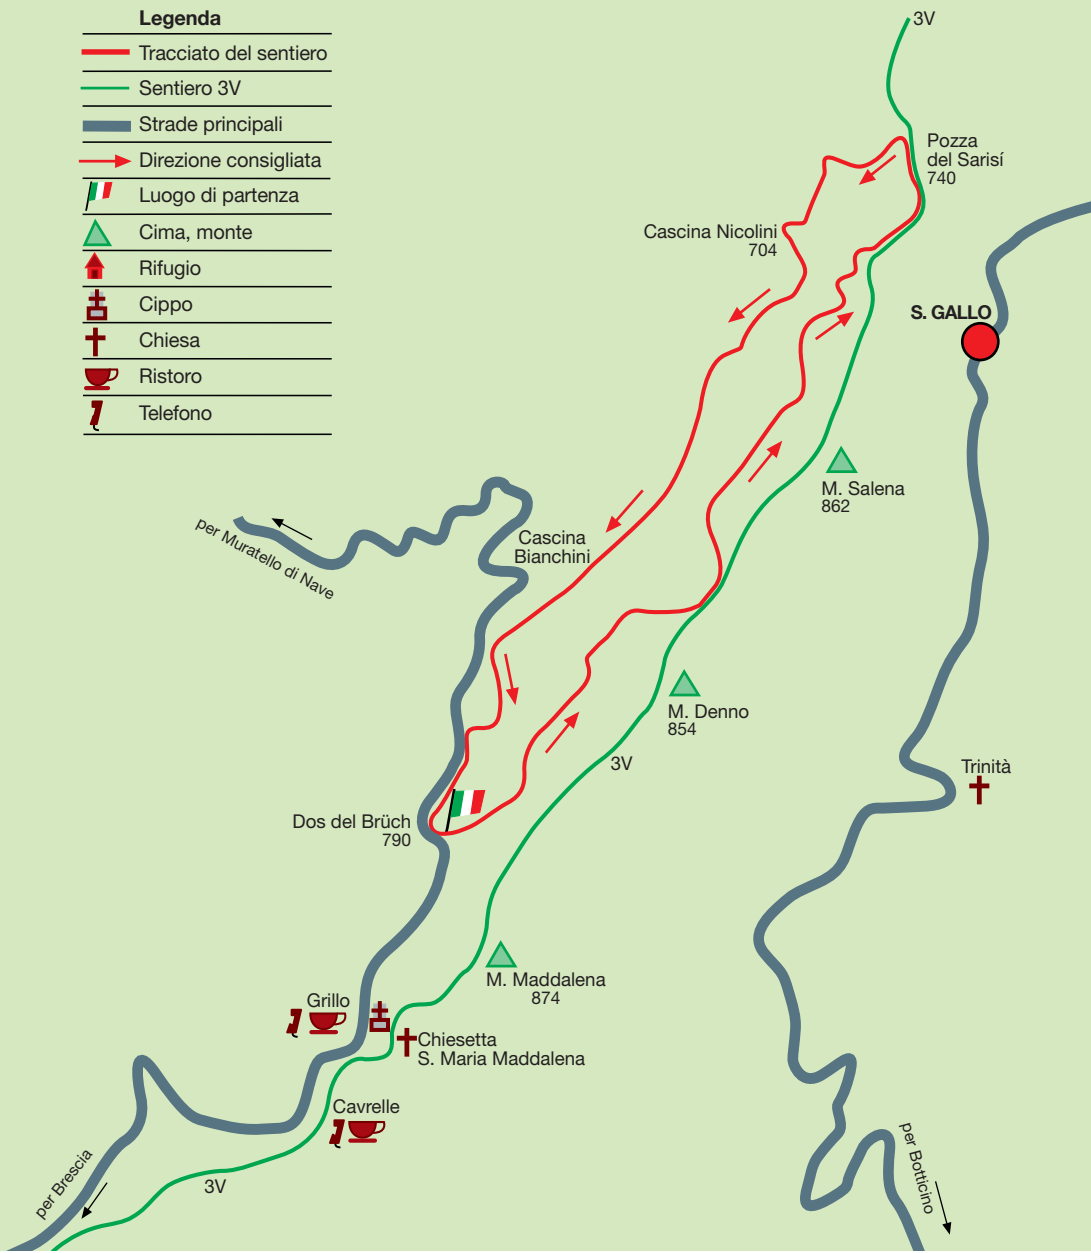 Legenda
Tracciato del sentiero
Sentiero 3V
Strade principali
Direzione consigliata
Luogo di partenza
Cima, monte
Rifugio
Cippo
Chiesa
Ristoro
Telefono
3V
Pozza
del Sarisí
740
Cascina Nicolini
704
S. GALLO
M. Salena
862
per Muratello di Nave
Cascina
Bianchini
M. Denno
854
3V
Trinità
Dos del Brüch
790
M. Maddalena
874
Grillo
Chiesetta
S. Maria Maddalena
Cavrelle
per Brescia
3V
per Botticino